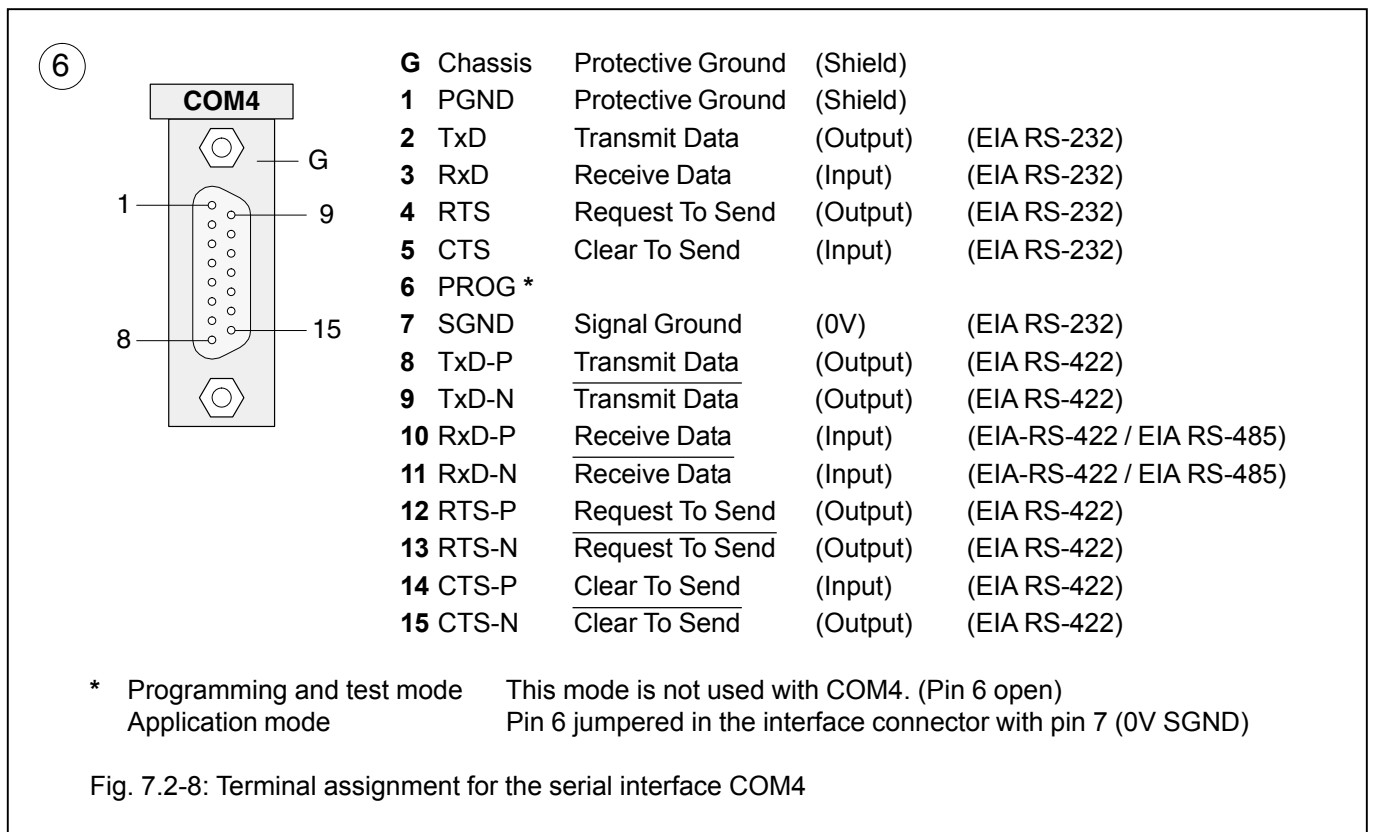 6
COM4
G
1
9
8
15
G Chassis Protective Ground (Shield)
1 PGND Protective Ground (Shield)
2 TxD Transmit Data (Output) (EIA RS-232)
3 RxD Receive Data (Input) (EIA RS-232)
4 RTS Request To Send (Output) (EIA RS-232)
5 CTS Clear To Send (Input) (EIA RS-232)
6 PROG *
7 SGND Signal Ground (0V) (EIA RS-232)
8 TxD-P Transmit Data (Output) (EIA RS-422)
9 TxD-N Transmit Data (Output) (EIA RS-422)
10 RxD-P Receive Data (Input) (EIA-RS-422 / EIA RS-485)
11 RxD-N Receive Data (Input) (EIA-RS-422 / EIA RS-485)
12 RTS-P Request To Send (Output) (EIA RS-422)
13 RTS-N Request To Send (Output) (EIA RS-422)
14 CTS-P Clear To Send (Input) (EIA RS-422)
15 CTS-N Clear To Send (Output) (EIA RS-422)
* Programming and test mode This mode is not used with COM4. (Pin 6 open)
Application mode Pin 6 jumpered in the interface connector with pin 7 (0V SGND)
Fig. 7.2-8: Terminal assignment for the serial interface COM4